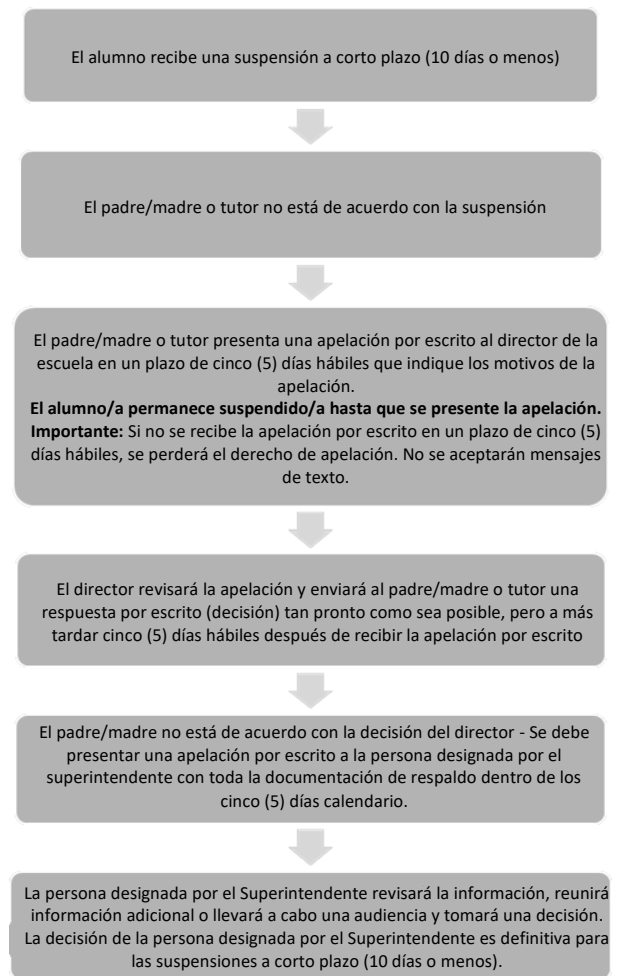 El alumno recibe una suspensión a corto plazo (10 días o menos)
El padre/madre o tutor no está de acuerdo con la suspensión
El padre/madre o tutor presenta una apelación por escrito al director de la
escuela en un plazo de cinco (5) días hábiles que indique los motivos de la
apelación.
El alumno/a permanece suspendido/a hasta que se presente la apelación.
Importante: Si no se recibe la apelación por escrito en un plazo de cinco (5)
días hábiles, se perderá el derecho de apelación. No se aceptarán mensajes
de texto.
El director revisará la apelación y enviará al padre/madre o tutor una
respuesta por escrito (decisión) tan pronto como sea posible, pero a más
tardar cinco (5) días hábiles después de recibir la apelación por escrito
El padre/madre no está de acuerdo con la decisión del director - Se debe
presentar una apelación por escrito a la persona designada por el
superintendente con toda la documentación de respaldo dentro de los
cinco (5) días calendario.
La persona designada por el Superintendente revisará la información, reunirá
información adicional o llevará a cabo una audiencia y tomará una decisión.
La decisión de la persona designada por el Superintendente es definitiva para
las suspensiones a corto plazo (10 días o menos).